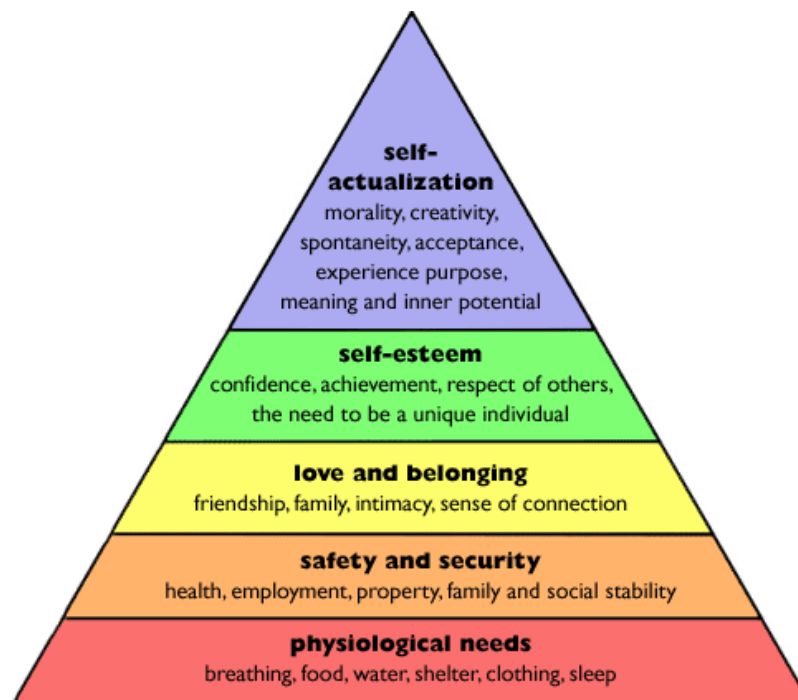 self-
actualization
morality, creativity,
spontaneity, acceptance,
experience purpose,
meaning and inner potential
self-esteem
confidence, achievement, respect of others,
the need to be a unique individual
love and belonging
friendship, family, intimacy, sense of connection
safety and security
health, employment, property, family and social stability
physiological needs
breathing, food, water, shelter, clothing, sleep